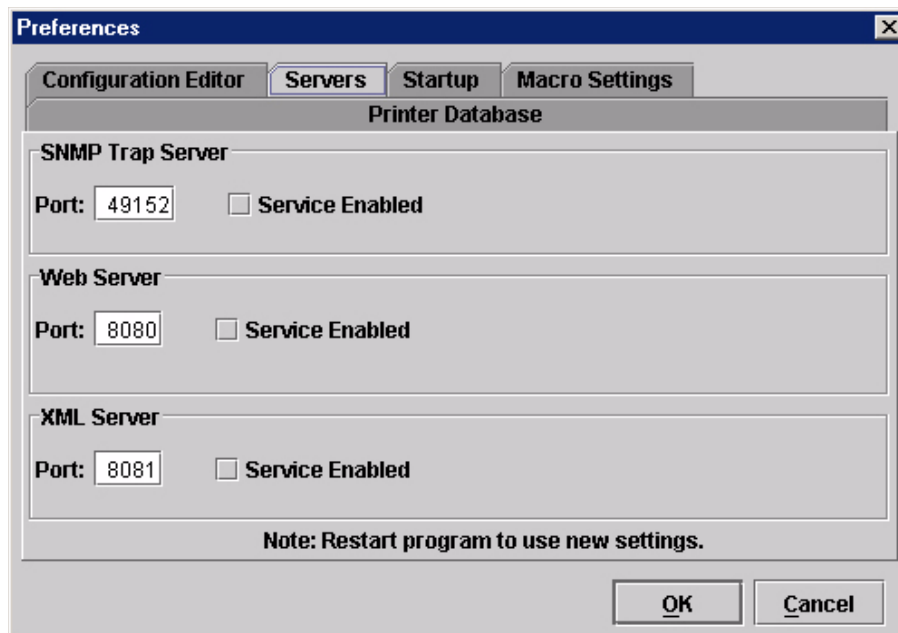 Preferences
Configuration Editor Servers Startup Macro Settings
Printer Database
SNMP Trap Server
Port: 49152 Service Enabled
Web Server
Port: 8080 Service Enabled
XML Server
Port: 8081 Service Enabled
Note: Restart program to use new settings.
OK Cancel